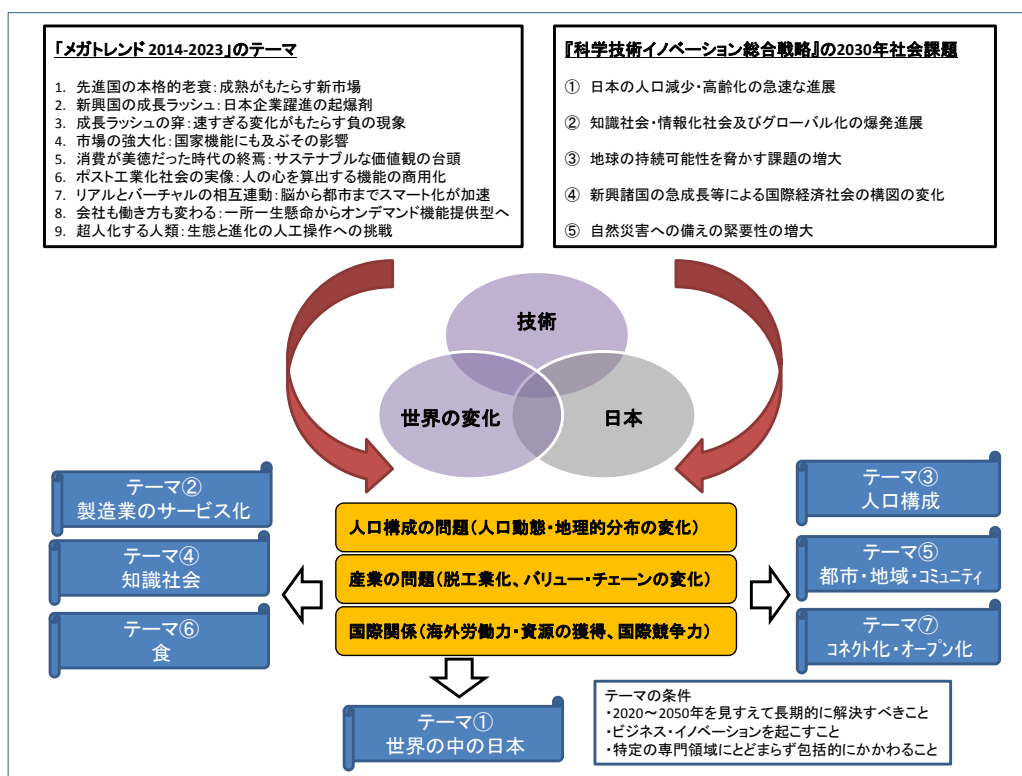 「メガトレンド 2014-2023」のテーマ
1. 先進国の本格的老衰：成熟がもたらす新市場
2. 新興国の成長ラッシュ：日本企業躍進の起爆剤
3. 成長ラッシュの穽：速すぎる変化がもたらす負の現象
4. 市場の強大化：国家機能にも及ぶその影響
5. 消費が美徳だった時代の終焉：サステナブルな価値観の台頭
6. ポスト工業化社会の実像：人の心を算出する機能の商用化
7. リアルとバーチャルの相互連動：脳から都市までスマート化が加速
8. 会社も働き方も変わる：一所一生懸命からオンデマンド機能提供型へ
9. 超人化する人類：生態と進化の人工操作への挑戦
『科学技術イノベーション総合戦略』の2030年社会課題
① 日本の人口減少・高齢化の急速な進展
② 知識社会・情報化社会及びグローバル化の爆発進展
③ 地球の持続可能性を脅かす課題の増大
④ 新興諸国の急成長等による国際経済社会の構図の変化
⑤ 自然災害への備えの緊要性の増大
技術
世界の変化
日本
テーマ②
製造業のサービス化
テーマ④
知識社会
テーマ⑥
食
人口構成の問題（人口動態・地理的分布の変化）
産業の問題（脱工業化、バリュー・チェーンの変化）
国際関係（海外労働力・資源の獲得、国際競争力）
テーマ③
人口構成
テーマ⑤
都市・地域・コミュニティ
テーマ⑦
コネクト化・オープン化
テーマ①
世界の中の日本
テーマの条件
・2020～2050年を見すえて長期的に解決すべきこと
・ビジネス・イノベーションを起こすこと
・特定の専門領域にとどまらず包括的にかかわること